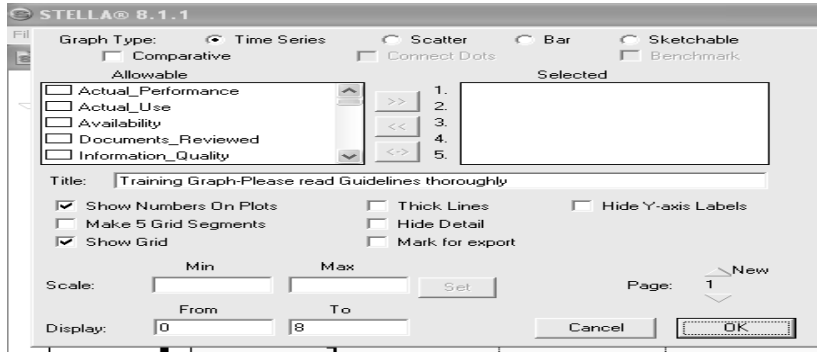 STELLA® 8.1.1
Fil
Graph Type: Time Series Scatter Bar Sketchable
Comparative Connect Dots Benchmark
Allowable Selected
Actual_Performance
Actual_Use
Availability
Documents_Reviewed
Information_Quality
>>
<<
<->
1.
2.
3.
4.
5.
Title: Training Graph-Please read Guidelines thoroughly
Show Numbers On Plots Thick Lines Hide Y-axis Labels
Make 5 Grid Segments Hide Detail
Show Grid Mark for export
Min Max
Scale: Set
New
Page: 1
From To
Display: 0 8
Cancel OK